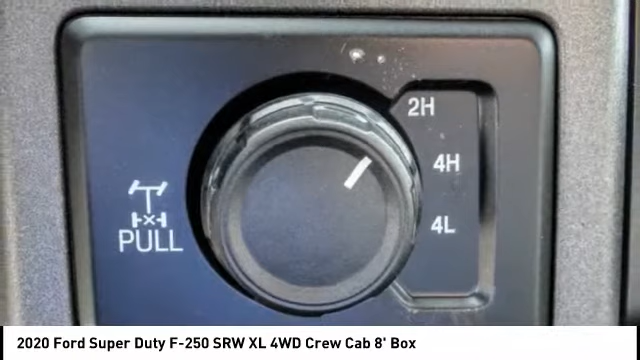 2H
4H
4L
PULL
2020 Ford Super Duty F-250 SRW XL 4WD Crew Cab 8' Box